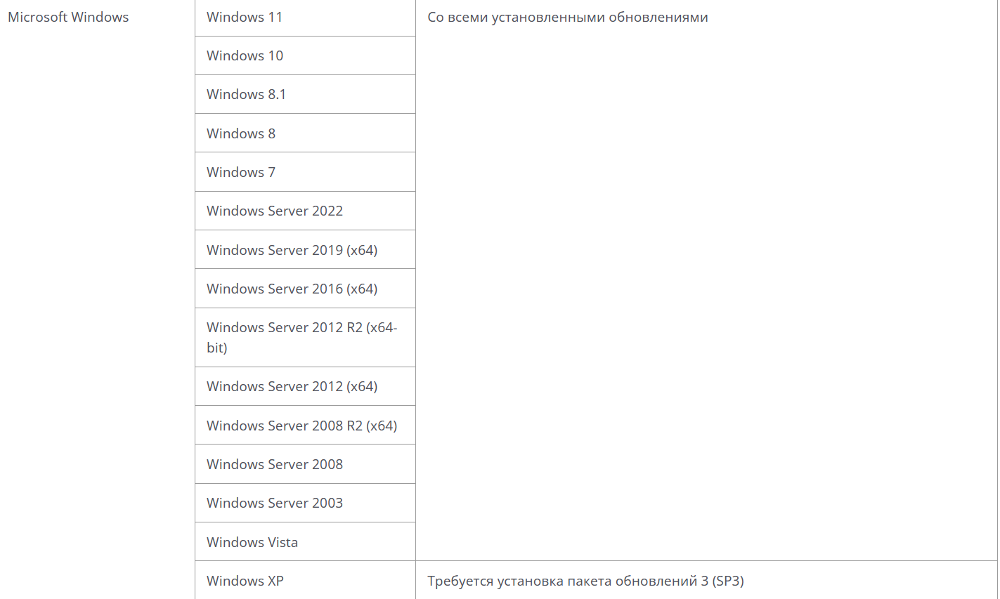 Microsoft Windows
Windows 11
Со всеми установленными обновлениями
Windows 10
Windows 8.1
Windows 8
Windows 7
Windows Server 2022
Windows Server 2019 (x64)
Windows Server 2016 (x64)
Windows Server 2012 R2 (x64-
bit)
Windows Server 2012 (x64)
Windows Server 2008 R2 (x64)
Windows Server 2008
Windows Server 2003
Windows Vista
Windows XP
Требуется установка пакета обновлений 3 (SP3)